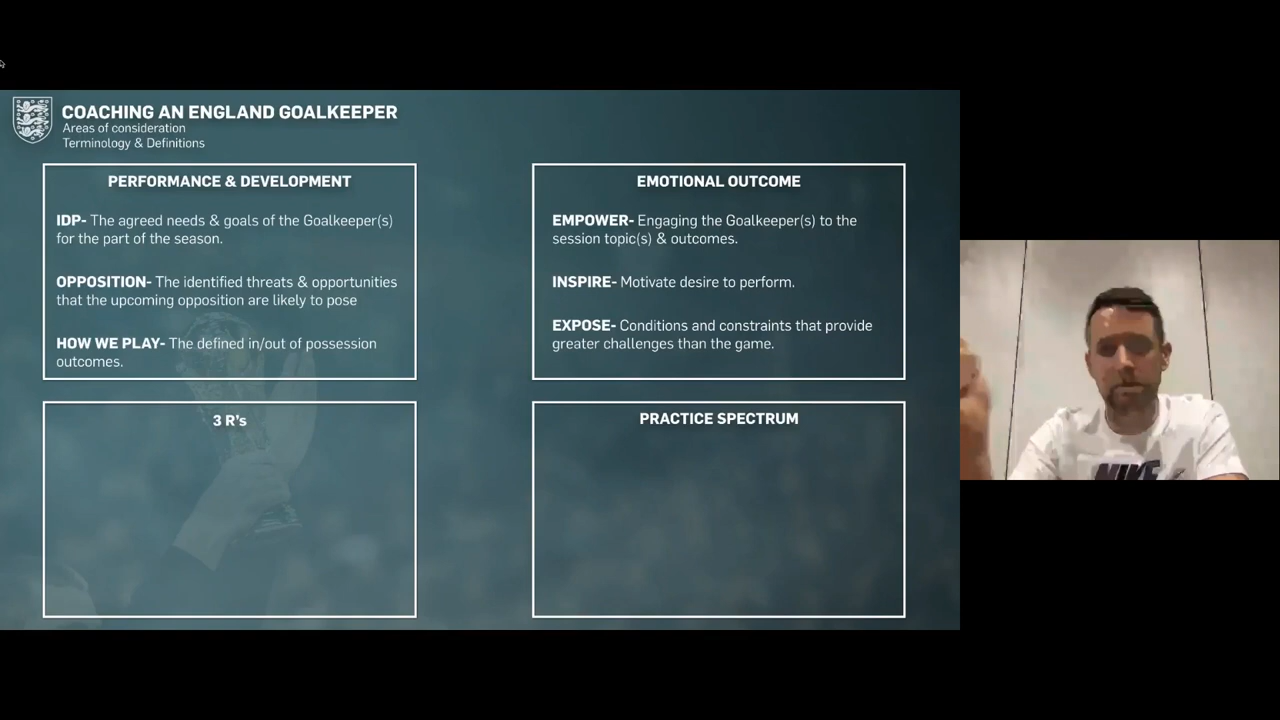 COACHING AN ENGLAND GOALKEEPER
Areas of consideration
Terminology & Definitions
PERFORMANCE & DEVELOPMENT
IDP- The agreed needs & goals of the Goalkeeper(s)
for the part of the season.
OPPOSITION- The identified threats & opportunities
that the upcoming opposition are likely to pose
HOW WE PLAY- The defined in/out of possession
outcomes.
EMOTIONAL OUTCOME
EMPOWER- Engaging the Goalkeeper(s) to the
session topic(s) & outcomes.
INSPIRE- Motivate desire to perform.
EXPOSE- Conditions and constraints that provide
greater challenges than the game.
3 R's
PRACTICE SPECTRUM
NIKE